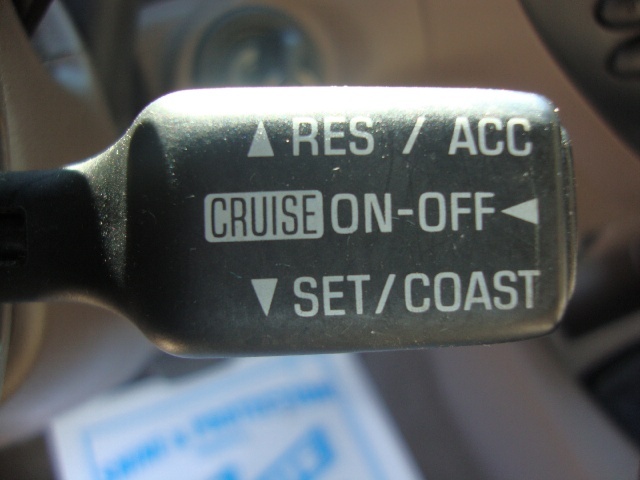 ▲ RES / ACC
CRUISE ON-OFF ◀
▼ SET/COAST